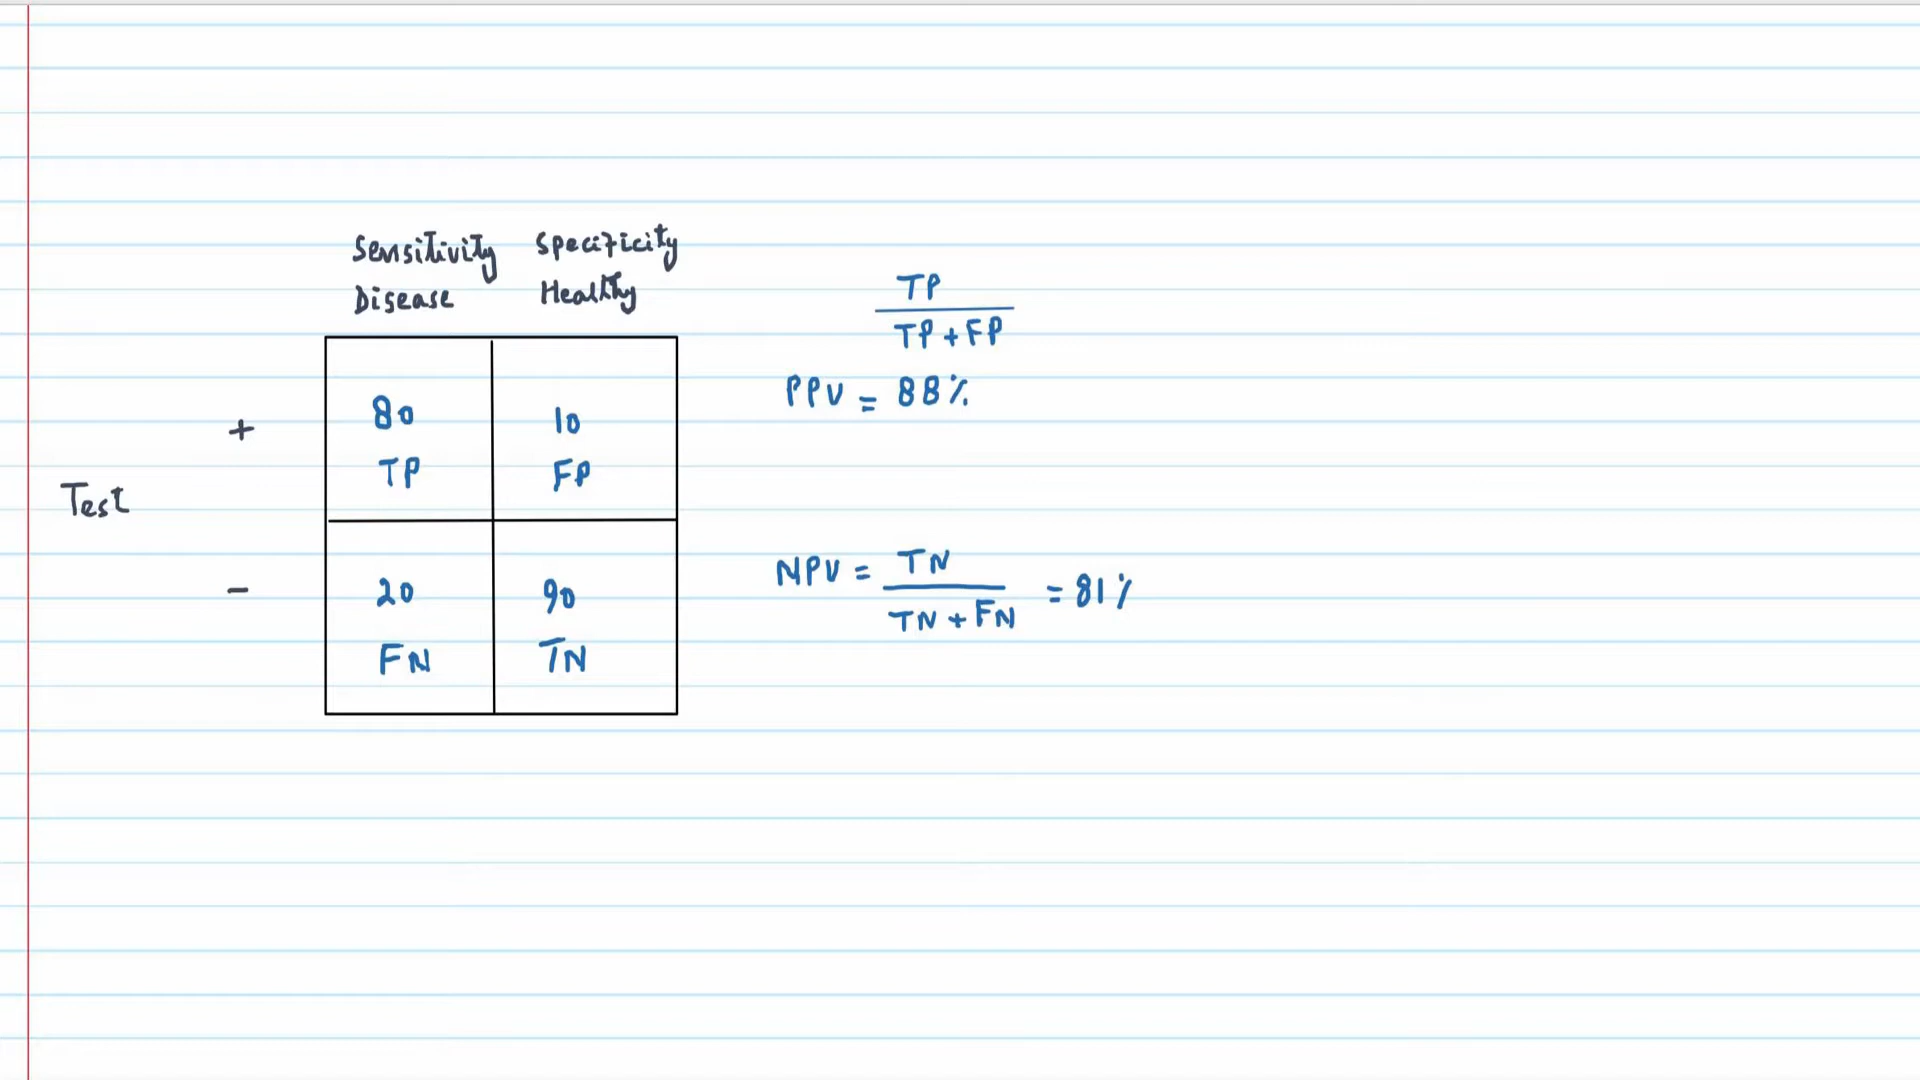 Sensitivity Specificity
Disease Healthy
TP
TP + FP
PPV = 88%
+ 80 10
TP FP
Test
NPV = TN
TN + FN
= 81%
- 20 90
FN TN